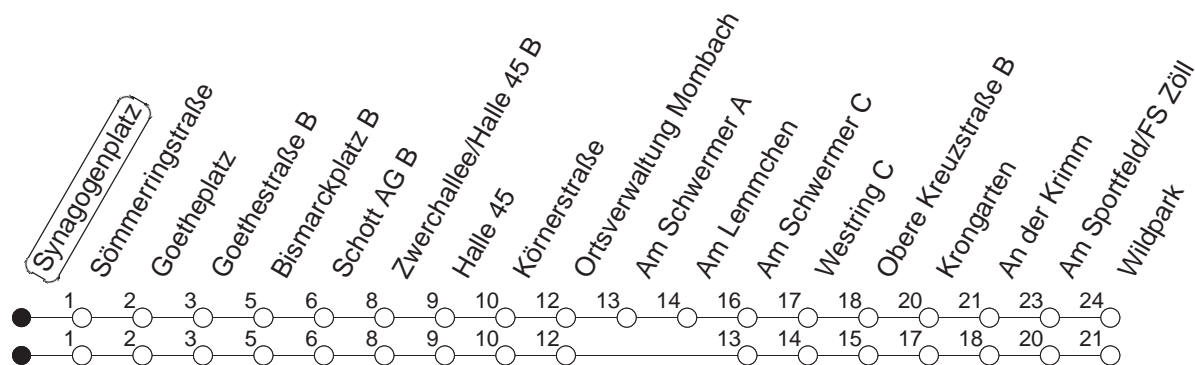 Synagogenplatz
Sömmerringstraße
Goetheplatz
Goethestraße B
Bismarckplatz B
Schott AG B
Zwerchallee/Halle 45 B
Halle 45
Körnerstraße
Ortsverwaltung Mombach
Am Schwermer A
Am Lemmchen
Am Schwermer C
Westring C
Obere Kreuzstraße B
Krongarten
An der Krimm
Am Sportfeld/FS Zöll
Wildpark
1 2 3 5 6 8 9 10 12 13 14 16 17 18 20 21 23 24
1 2 3 5 6 8 9 10 12 13 14 15 17 18 20 21